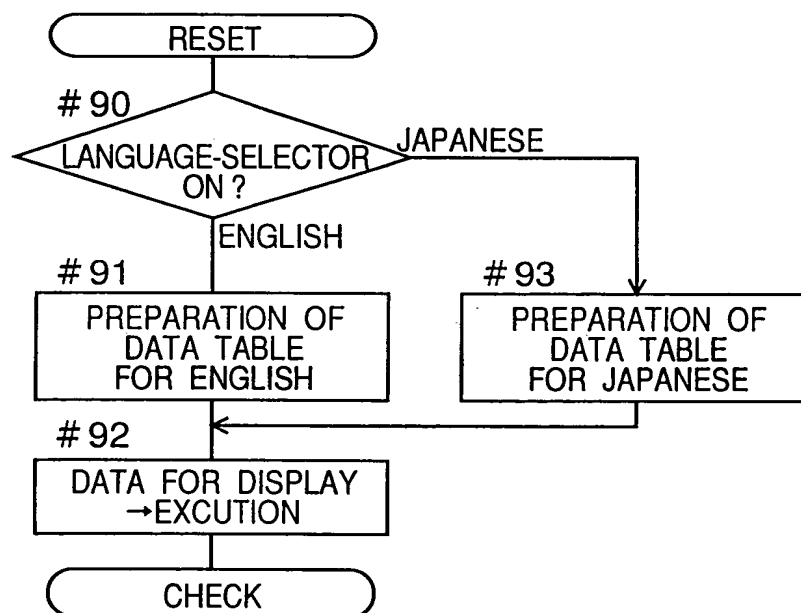 RESET
# 90
LANGUAGE-SELECTOR
ON ?
JAPANESE
ENGLISH
# 91
PREPARATION OF
DATA TABLE
FOR ENGLISH
# 93
PREPARATION OF
DATA TABLE
FOR JAPANESE
# 92
DATA FOR DISPLAY
→EXCUTION
CHECK